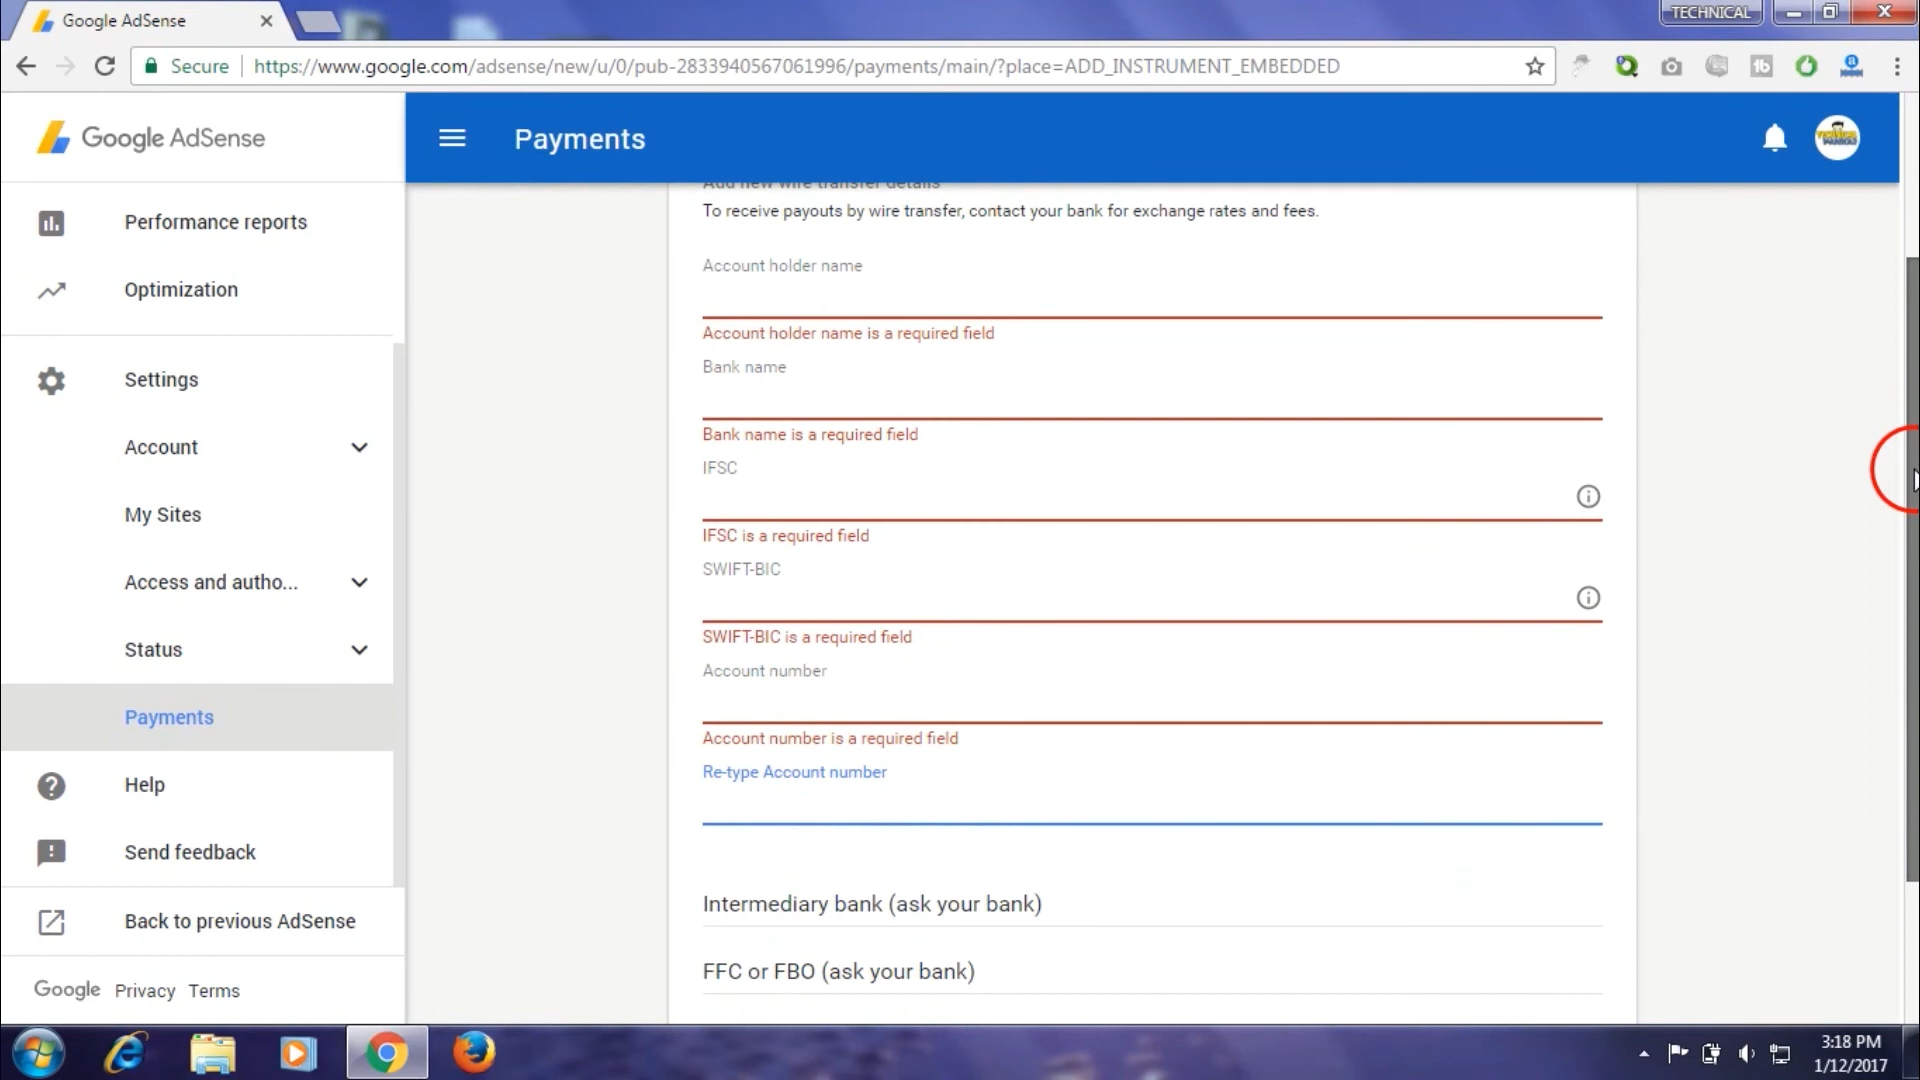 Google AdSense
TECHNICAL
Secure
https://www.google.com/adsense/new/u/0/pub-2833940567061996/payments/main/?place=ADD_INSTRUMENT_EMBEDDED
Google AdSense
Payments
Performance reports
Optimization
Settings
Account
My Sites
Access and autho...
Status
Payments
Help
Send feedback
Back to previous AdSense
Google Privacy Terms
Add new wire transfer details
To receive payouts by wire transfer, contact your bank for exchange rates and fees.
Account holder name
Account holder name is a required field
Bank name
Bank name is a required field
IFSC
IFSC is a required field
SWIFT-BIC
SWIFT-BIC is a required field
Account number
Account number is a required field
Re-type Account number
Intermediary bank (ask your bank)
FFC or FBO (ask your bank)
3:18 PM
1/12/2017